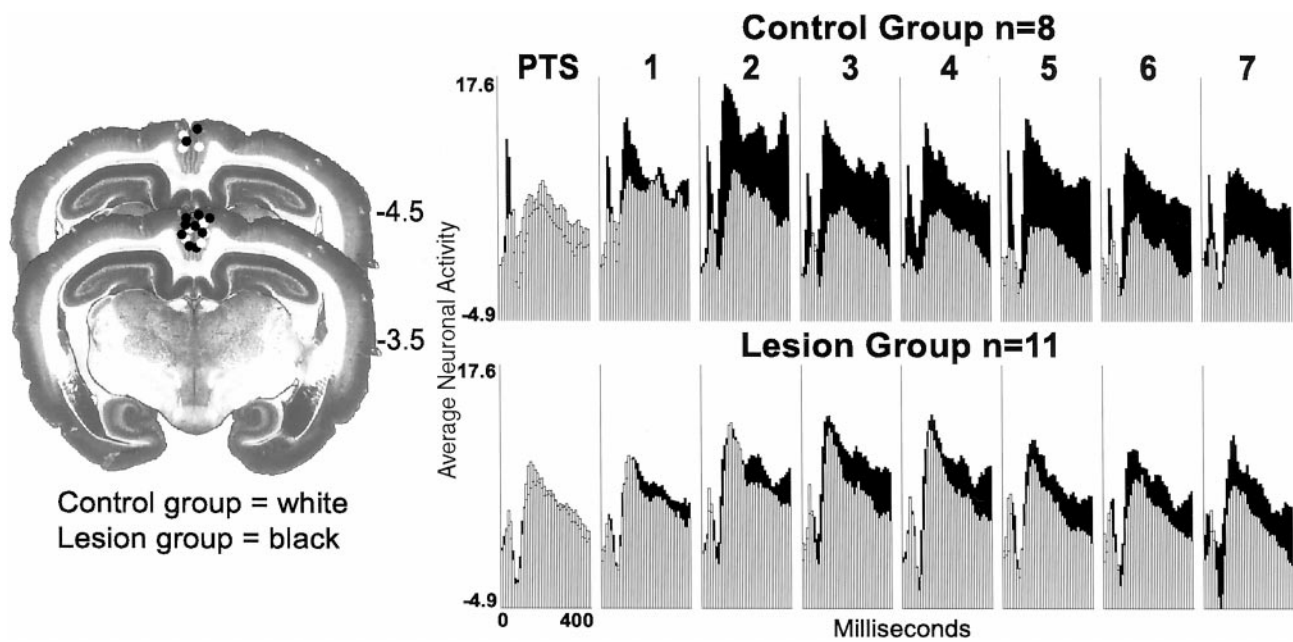 Control Group n=8
PTS 1 2 3 4 5 6 7
17.6
-4.9
-4.5
-3.5
Control group = white
Lesion group = black
Average Neuronal Activity
Lesion Group n=11
17.6
-4.9
0 400
Milliseconds